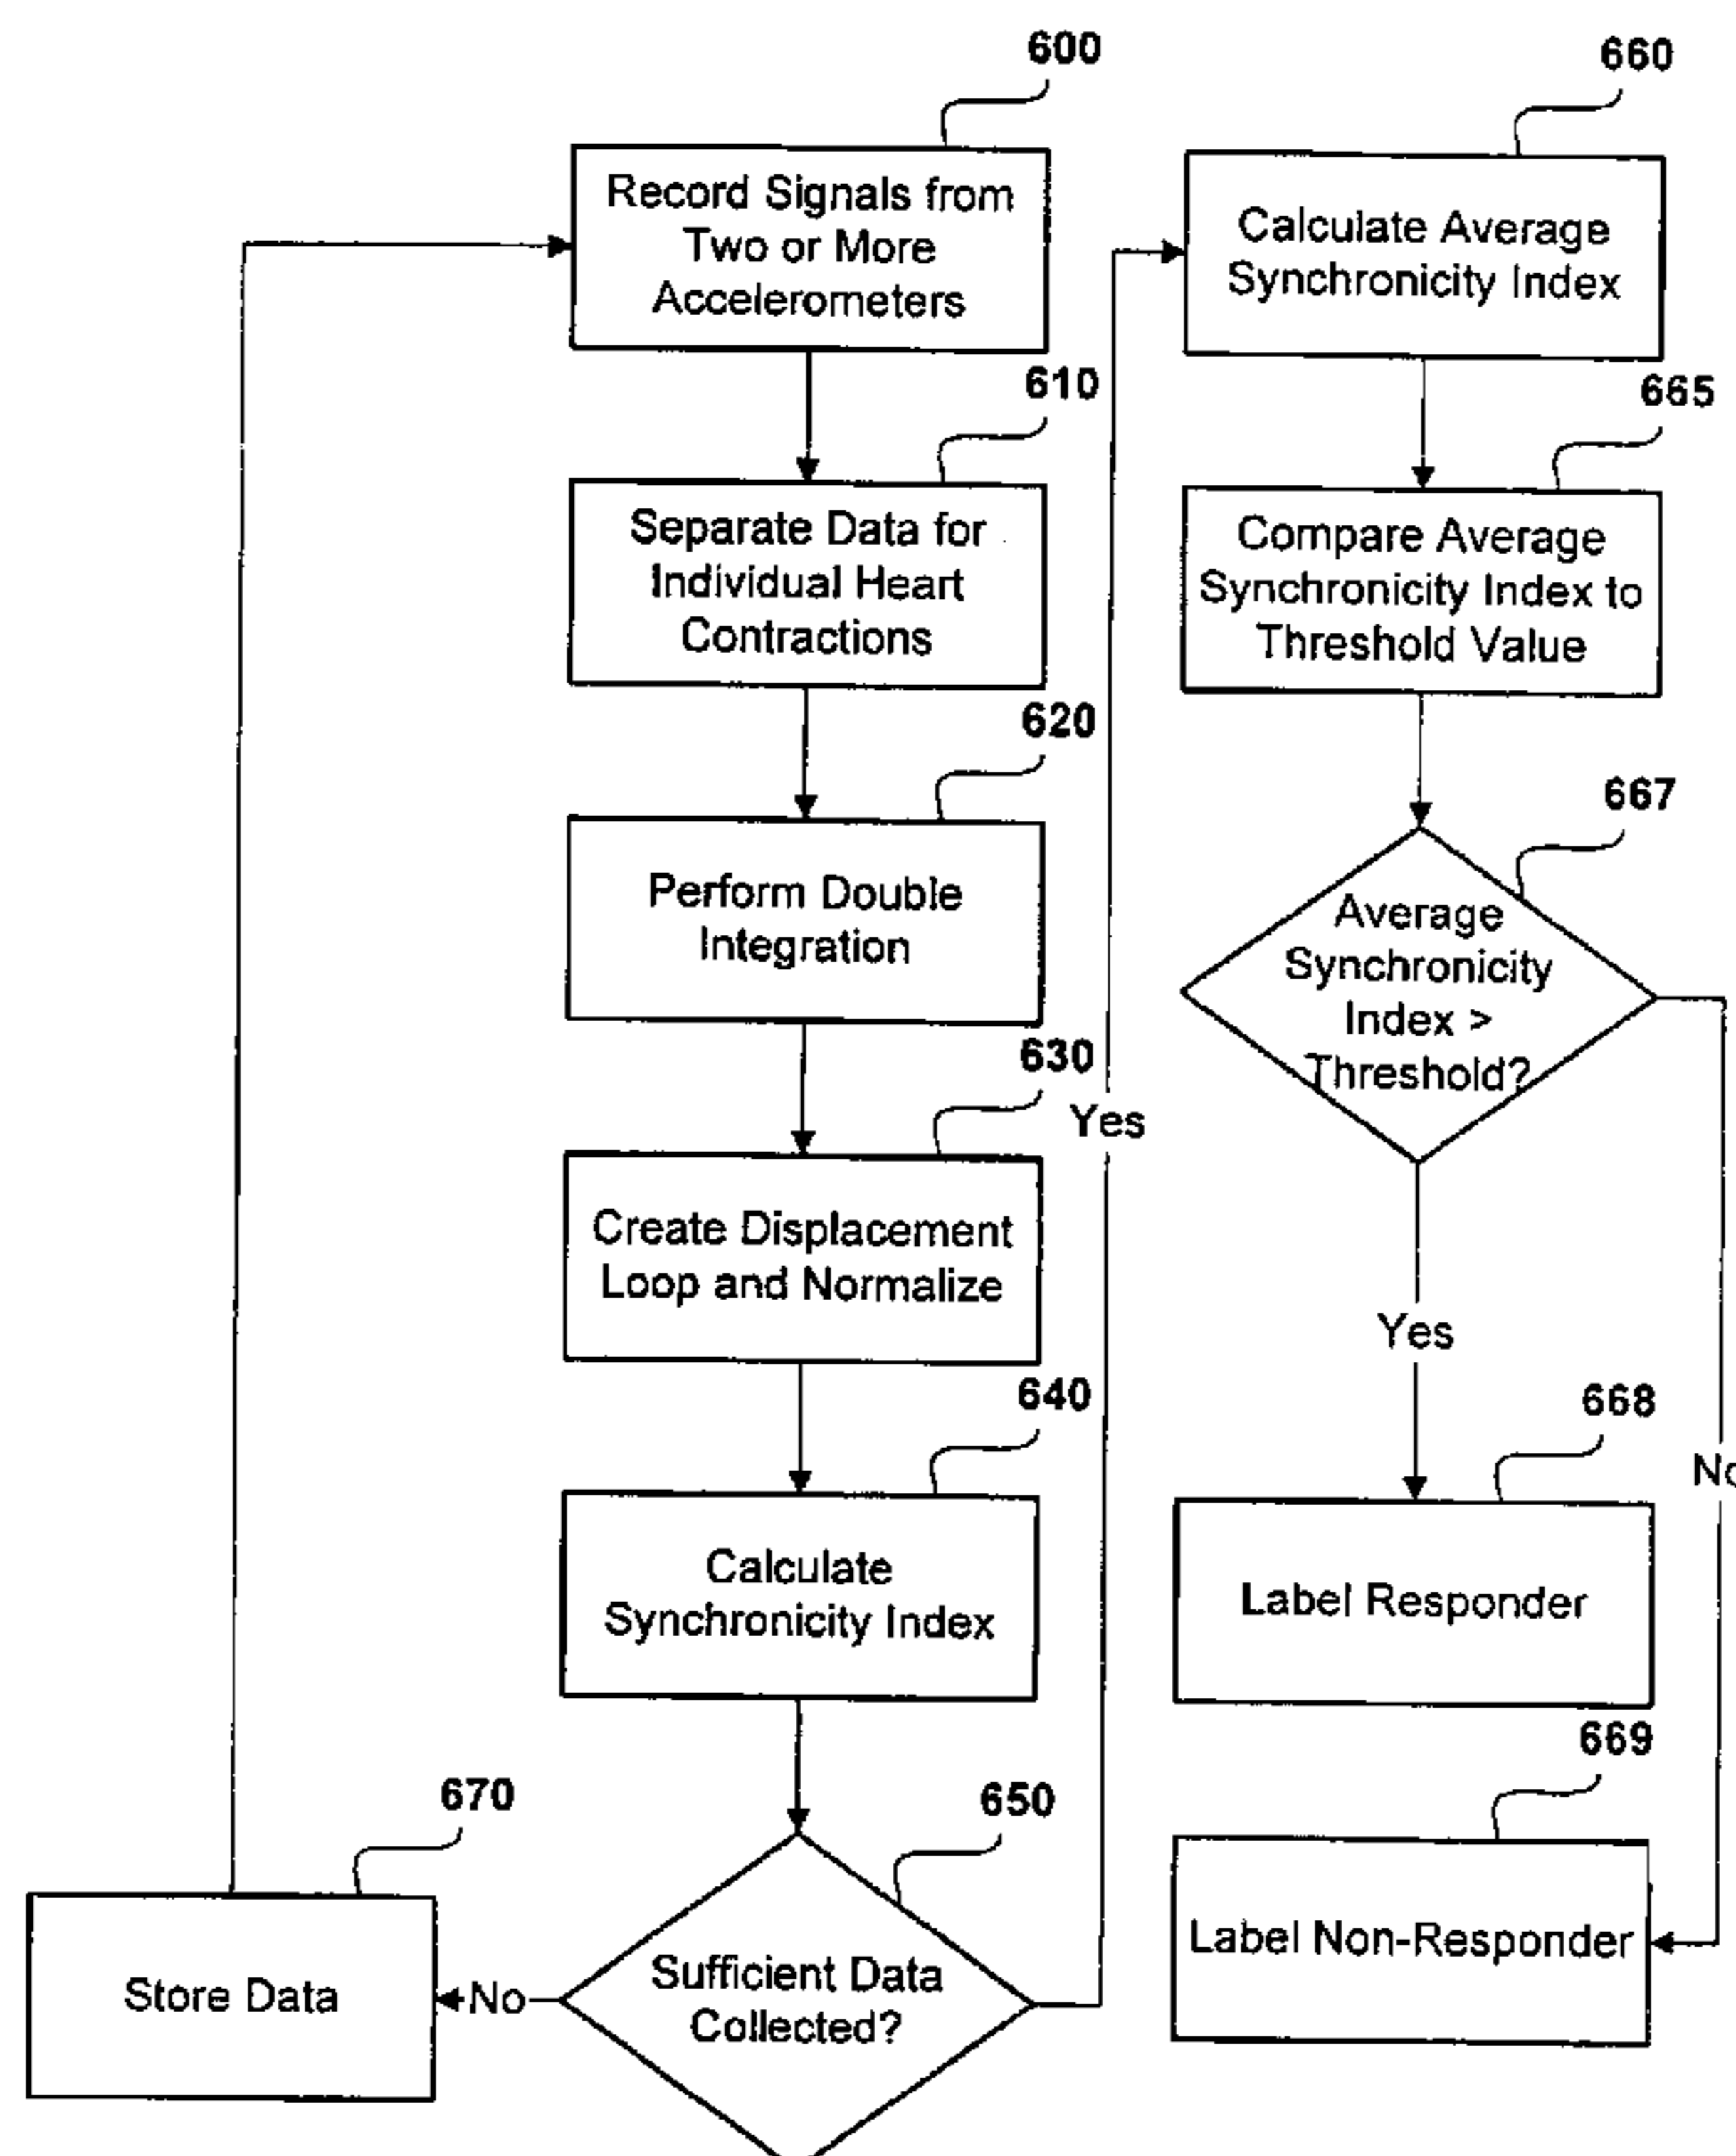 600
Record Signals from
Two or More
Accelerometers
610
Separate Data for
Individual Heart
Contractions
620
Perform Double
Integration
630
Create Displacement
Loop and Normalize
640
Calculate
Synchronicity Index
650
Sufficient Data
Collected?
No
670
Store Data
Yes
660
Calculate Average
Synchronicity Index
665
Compare Average
Synchronicity Index to
Threshold Value
667
Average
Synchronicity
Index >
Threshold?
Yes
668
Label Responder
No
669
Label Non-Responder